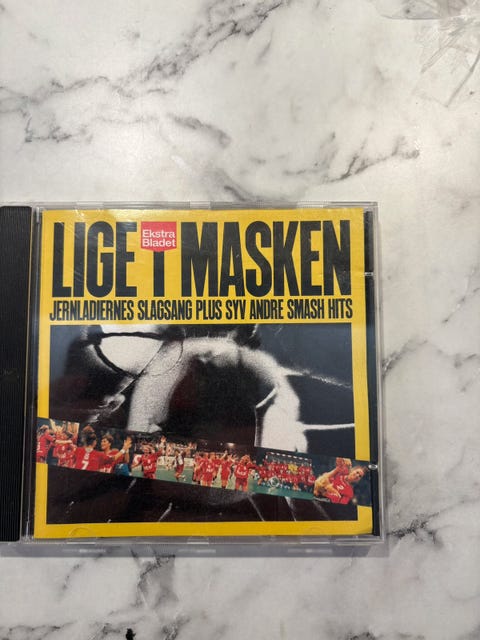 LIGE I MASKEN
Ekstra
Bladet
JERNLADIERNES SLAGSANG PLUS SYV ANDRE SMASH HITS